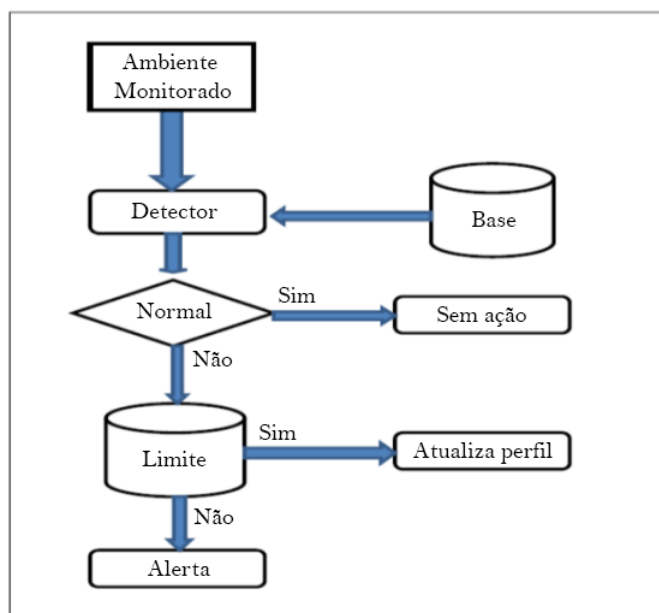 Ambiente
Monitorado
Detector
Base
Normal
Sim
Sem ação
Não
Limite
Sim
Atualiza perfil
Não
Alerta